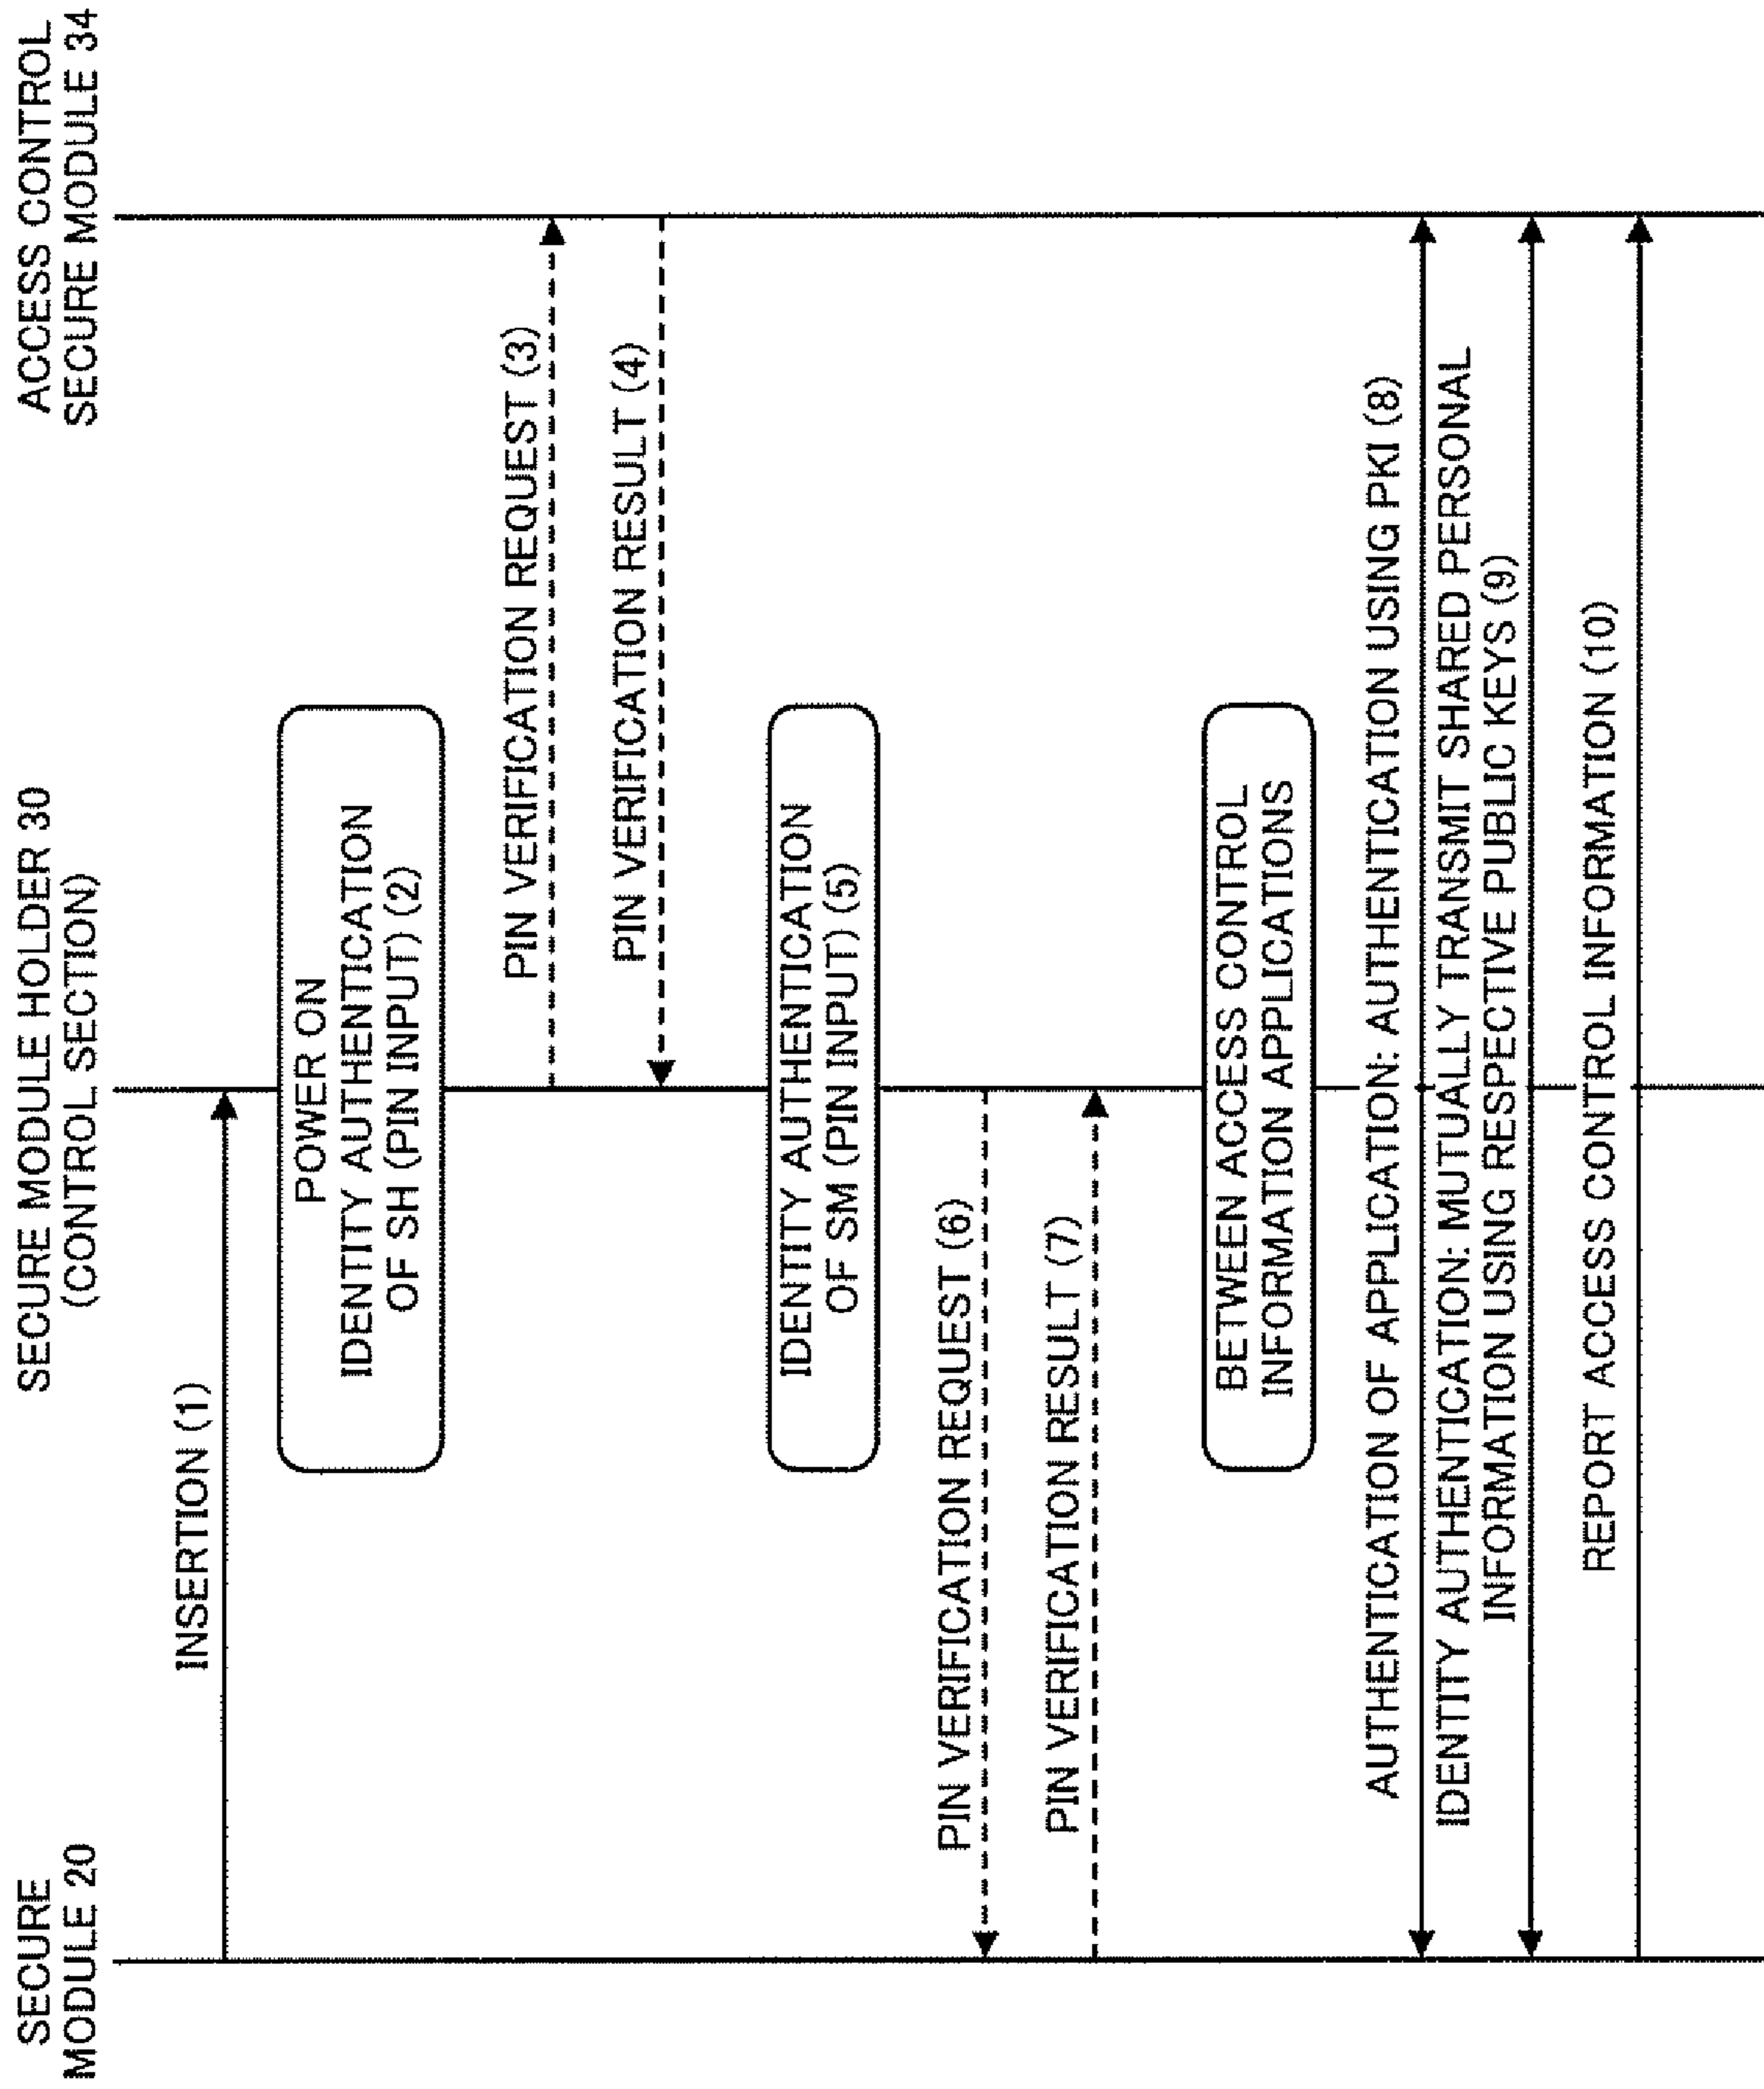 SECURE
MODULE 20
SECURE MODULE HOLDER 30
(CONTROL SECTION)
ACCESS CONTROL
SECURE MODULE 34
INSERTION (1)
POWER ON
IDENTITY AUTHENTICATION
OF SH (PIN INPUT) (2)
PIN VERIFICATION REQUEST (3)
PIN VERIFICATION RESULT (4)
IDENTITY AUTHENTICATION
OF SM (PIN INPUT) (5)
PIN VERIFICATION REQUEST (6)
PIN VERIFICATION RESULT (7)
BETWEEN ACCESS CONTROL
INFORMATION APPLICATIONS
AUTHENTICATION OF APPLICATION: AUTHENTICATION USING PKI (8)
IDENTITY AUTHENTICATION: MUTUALLY TRANSMIT SHARED PERSONAL
INFORMATION USING RESPECTIVE PUBLIC KEYS (9)
REPORT ACCESS CONTROL INFORMATION (10)